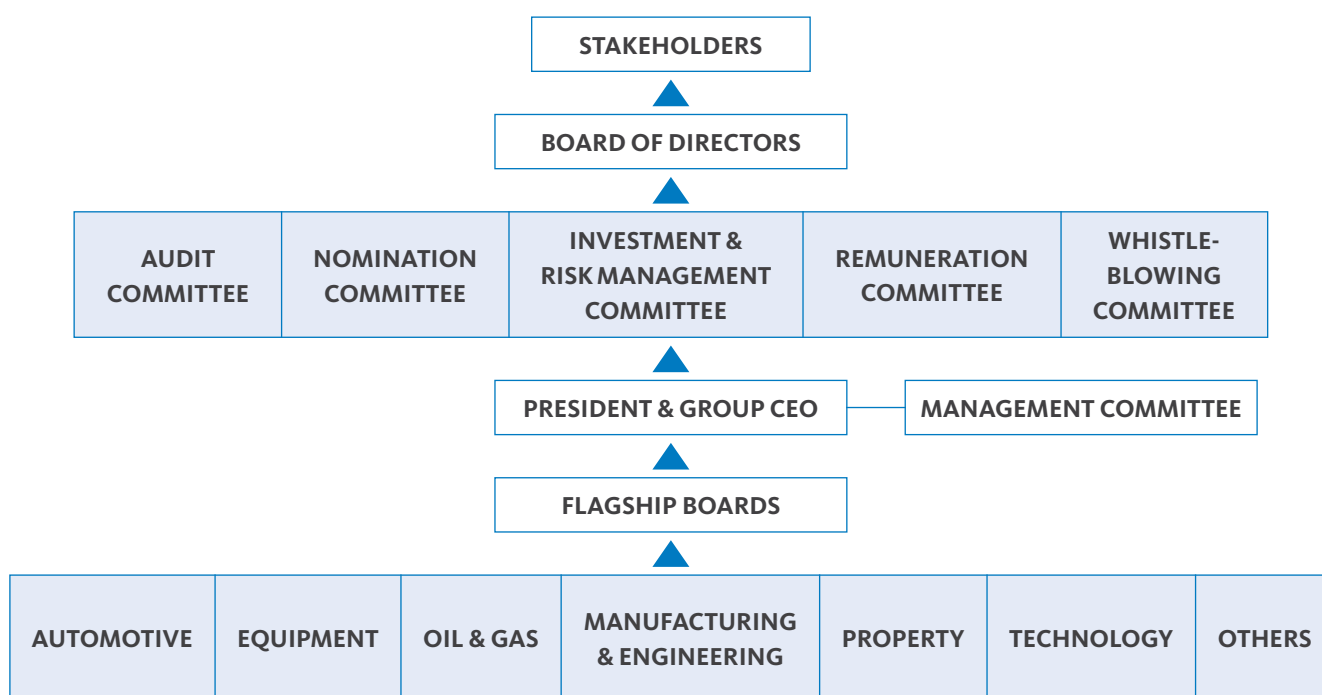 STAKEHOLDERS
BOARD OF DIRECTORS
AUDIT
COMMITTEE
NOMINATION
COMMITTEE
INVESTMENT &
RISK MANAGEMENT
COMMITTEE
REMUNERATION
COMMITTEE
WHISTLE-
BLOWING
COMMITTEE
PRESIDENT & GROUP CEO
MANAGEMENT COMMITTEE
FLAGSHIP BOARDS
AUTOMOTIVE
EQUIPMENT
OIL & GAS
MANUFACTURING
& ENGINEERING
PROPERTY
TECHNOLOGY
OTHERS